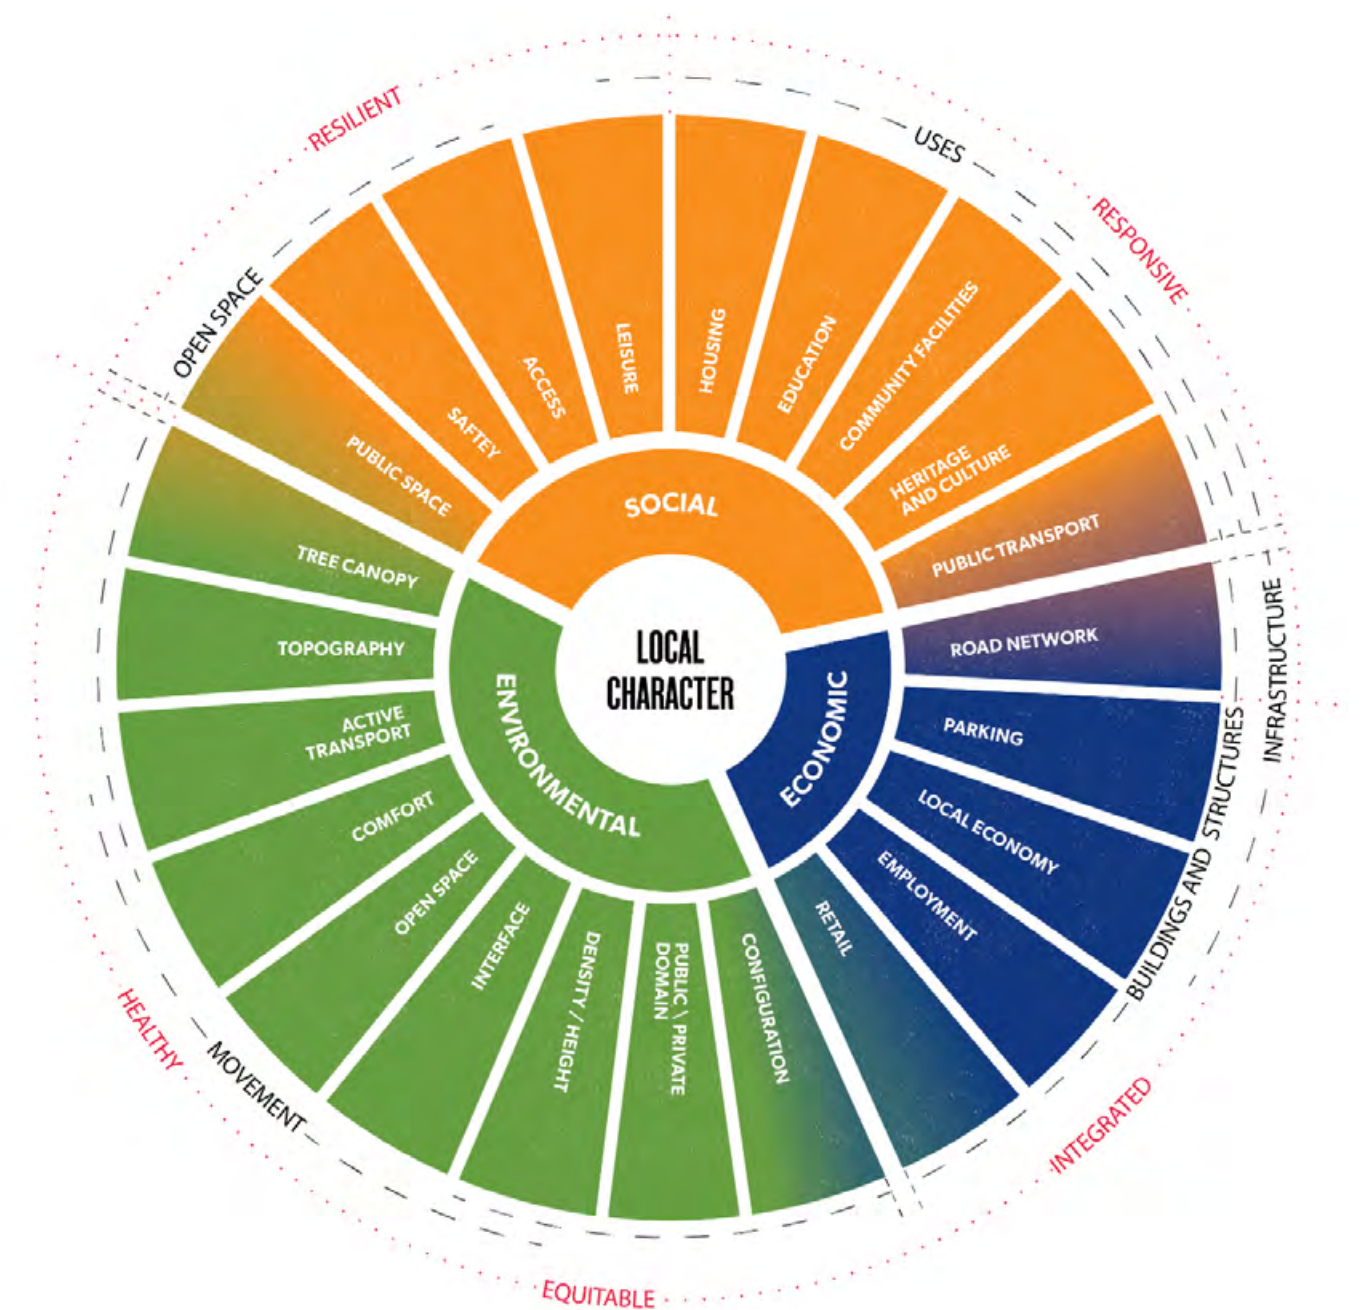 RESILIENT
USES
RESPONSIVE
OPEN SPACE
LEISURE
HOUSING
EDUCATION
COMMUNITY FACILITIES
ACCESS
SAFTEY
PUBLIC SPACE
HERITAGE
AND CULTURE
PUBLIC TRANSPORT
SOCIAL
TREE CANOPY
TOPOGRAPHY
ACTIVE
TRANSPORT
COMFORT
OPEN SPACE
INTERFACE
DENSITY / HEIGHT
PUBLIC \ PRIVATE
DOMAIN
CONFIGURATION
ENVIRONMENTAL
LOCAL
CHARACTER
ECONOMIC
ROAD NETWORK
PARKING
LOCAL ECONOMY
EMPLOYMENT
RETAIL
INFRASTRUCTURE
BUILDINGS AND STRUCTURES
INTEGRATED
HEALTHY
MOVEMENT
EQUITABLE